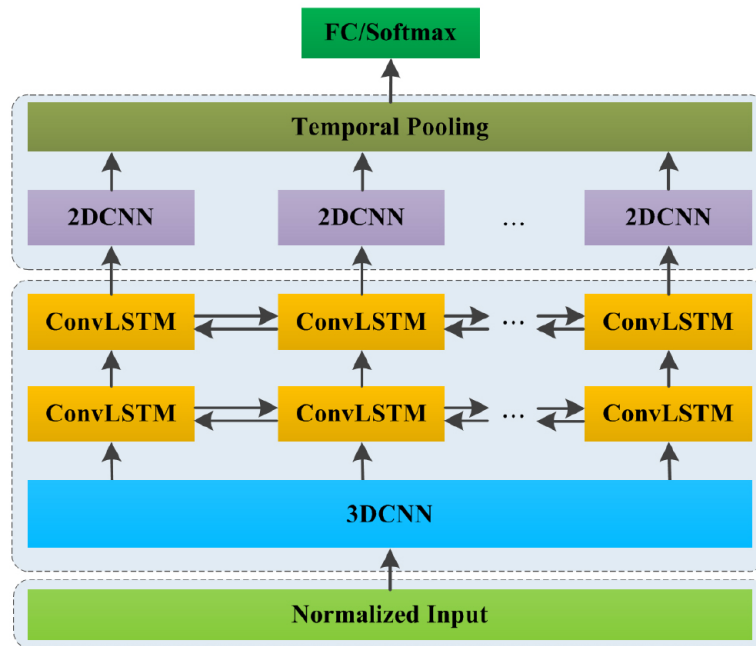 FC/Softmax
Temporal Pooling
2DCNN 2DCNN ... 2DCNN
ConvLSTM ConvLSTM ... ConvLSTM
ConvLSTM ConvLSTM ... ConvLSTM
3DCNN
Normalized Input